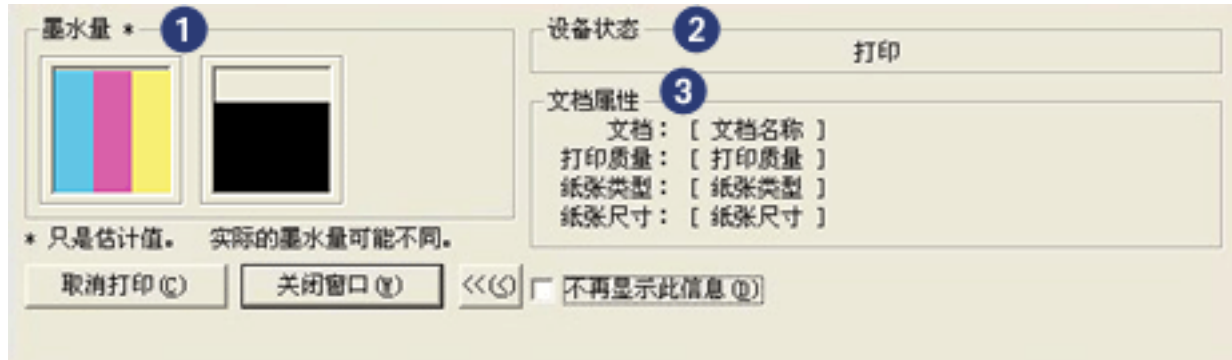 墨水量 * 1
设备状态 2
打印
文档属性 3
文档： [ 文档名称 ]
打印质量： [ 打印质量 ]
纸张类型： [ 纸张类型 ]
纸张尺寸： [ 纸张尺寸 ]
* 只是估计值。 实际的墨水量可能不同。
取消打印(C) 关闭窗口(Y) <<(S) 不再显示此信息(D)